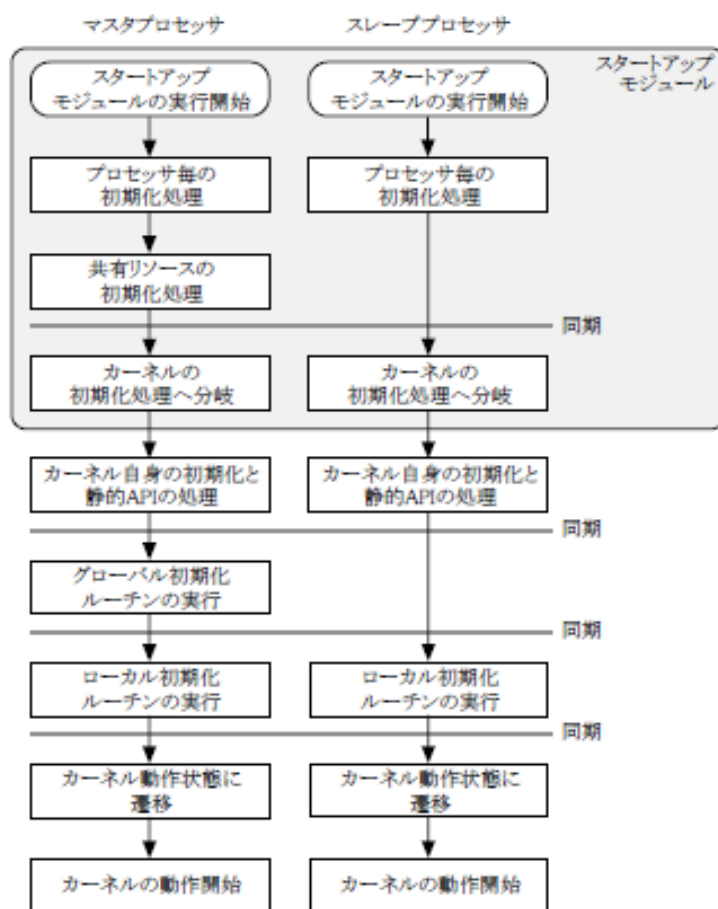 マスタプロセッサ
スレーブプロセッサ
スタートアップ
モジュール
スタートアップ
モジュールの実行開始
スタートアップ
モジュールの実行開始
プロセッサ毎の
初期化処理
プロセッサ毎の
初期化処理
共有リソースの
初期化処理
同期
カーネルの
初期化処理へ分岐
カーネルの
初期化処理へ分岐
カーネル自身の初期化と
静的APIの処理
カーネル自身の初期化と
静的APIの処理
同期
グローバル初期化
ルーチンの実行
同期
ローカル初期化
ルーチンの実行
ローカル初期化
ルーチンの実行
同期
カーネル動作状態に
遷移
カーネル動作状態に
遷移
カーネルの動作開始
カーネルの動作開始